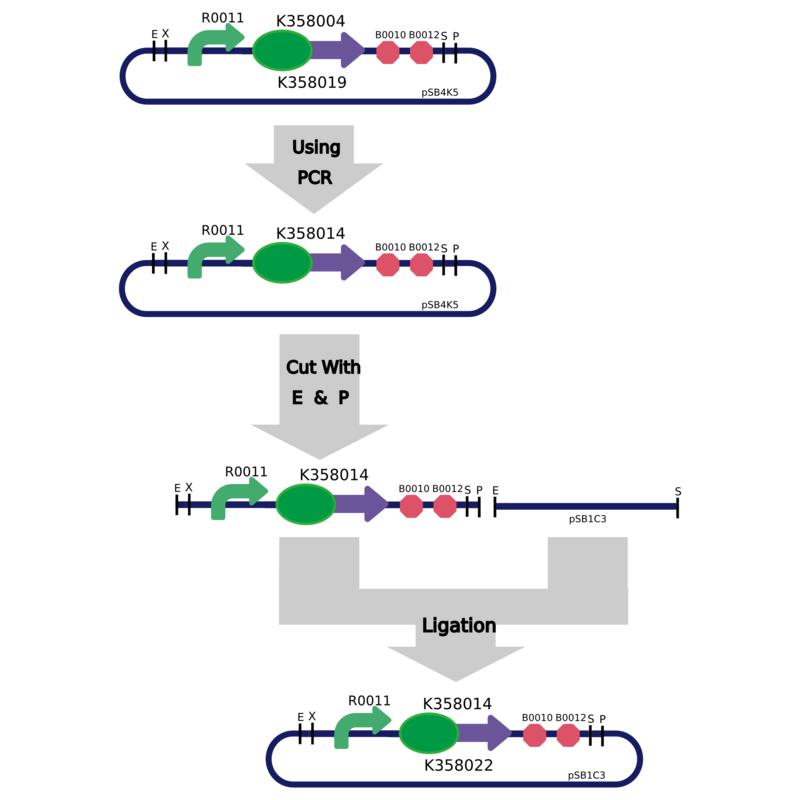 R0011 K358004
E X B0010 B0012 S P
K358019
pSB4K5
Using
PCR
R0011 K358014
E X B0010 B0012 S P
pSB4K5
Cut With
E & P
R0011 K358014
E X B0010 B0012 S P E S
pSB1C3
Ligation
R0011 K358014
E X B0010 B0012 S P
K358022
pSB1C3